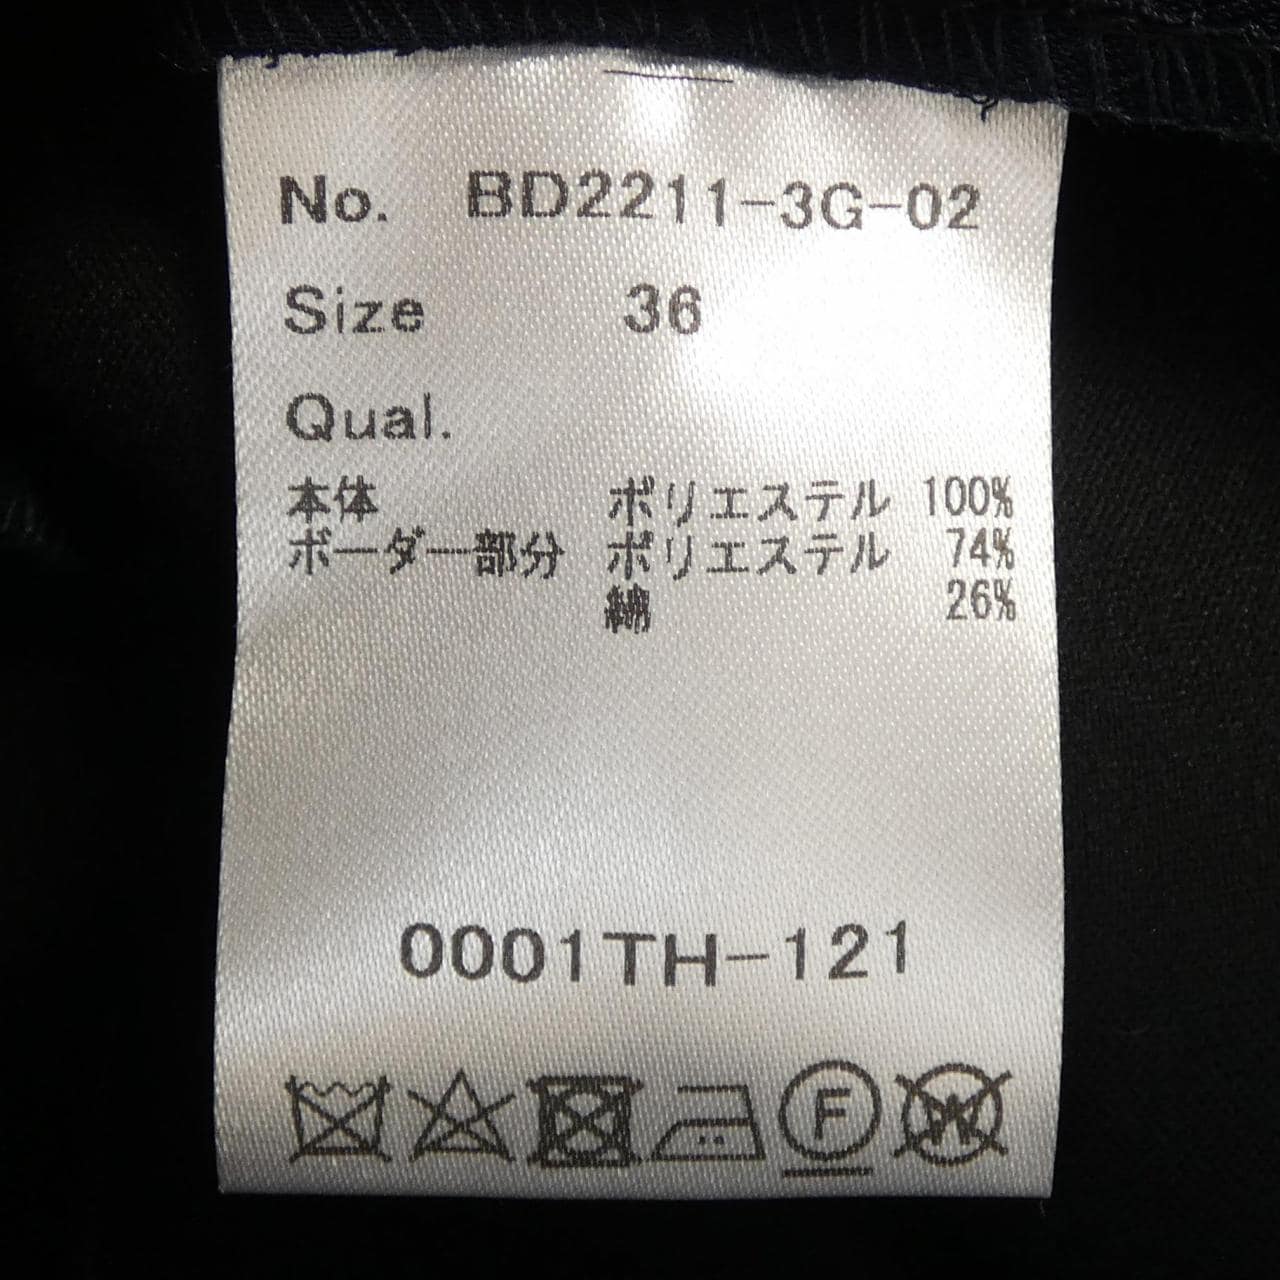 No. BD2211-3G-02
Size 36
Qual.
本体 ポリエステル 100%
ボーダー部分 ポリエステル 74%
綿 26%
0001TH-121
F W